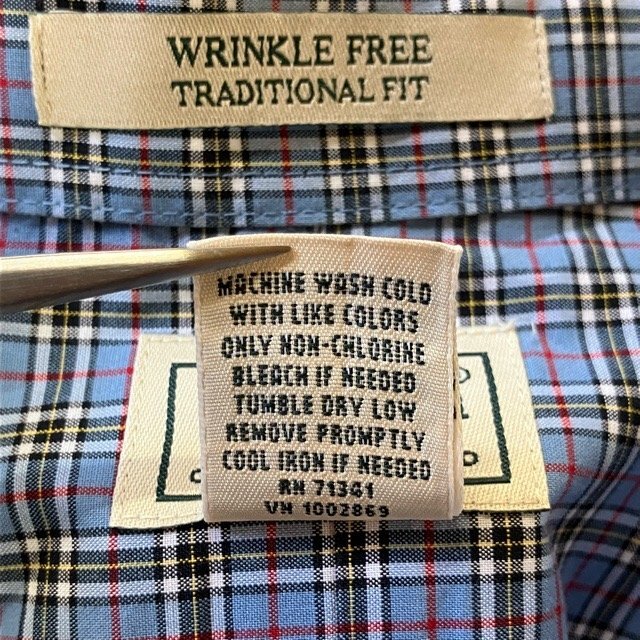 WRINKLE FREE
TRADITIONAL FIT
MACHINE WASH COLD
WITH LIKE COLORS
ONLY NON-CHLORINE
BLEACH IF NEEDED
TUMBLE DRY LOW
REMOVE PROMPTLY
COOL IRON IF NEEDED
RN 71341
VN 1002869